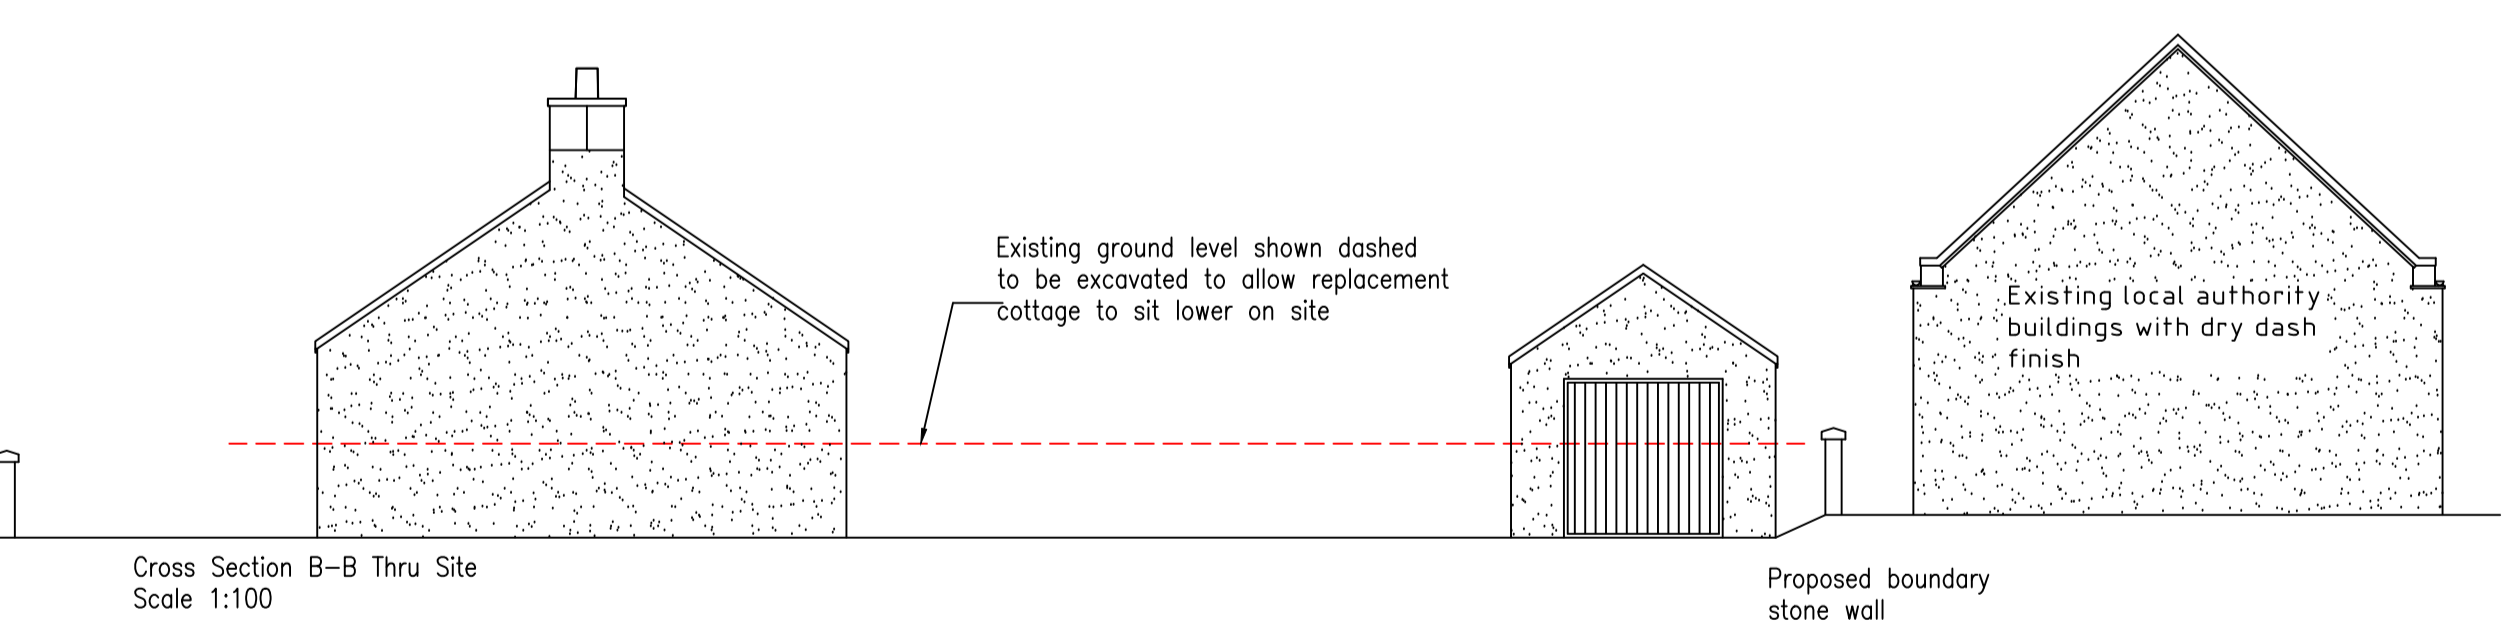 Existing ground level shown dashed
to be excavated to allow replacement
cottage to sit lower on site
Existing local authority
buildings with dry dash
finish
Cross Section B-B Thru Site
Scale 1:100
Proposed boundary
stone wall